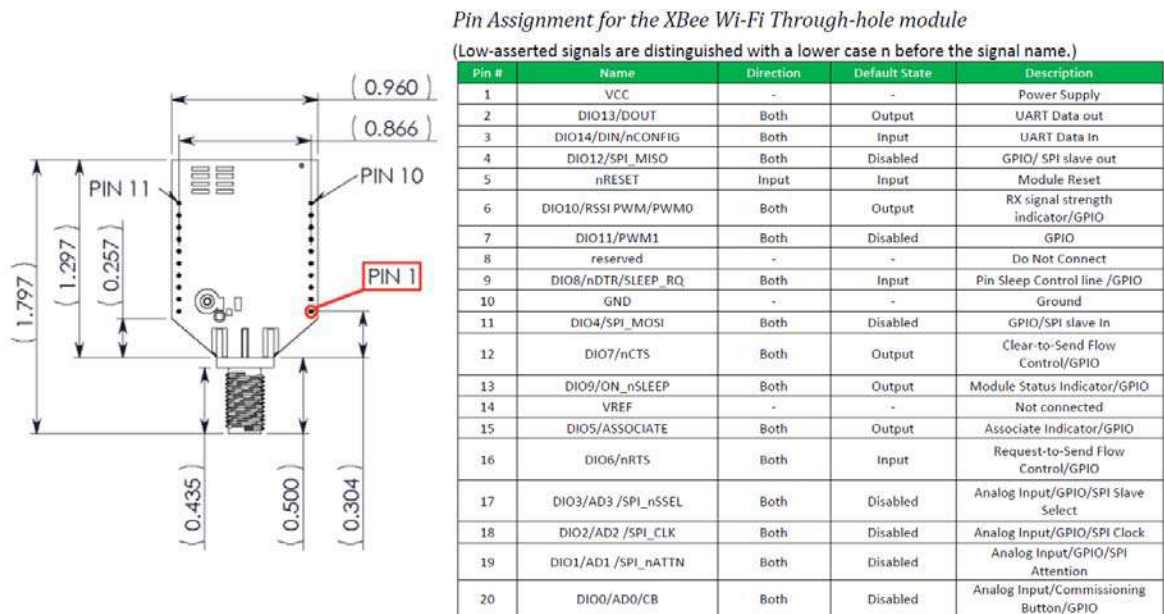 Pin Assignment for the XBee Wi-Fi Through-hole module
(Low-asserted signals are distinguished with a lower case n before the signal name.)
Pin # Name Direction Default State Description
1 VCC - - Power Supply
2 DIO13/DOUT Both Output UART Data out
3 DIO14/DIN/nCONFIG Both Input UART Data In
4 DIO12/SPI_MISO Both Disabled GPIO/ SPI slave out
5 nRESET Input Input Module Reset
6 DIO10/RSSI PWM/PWM0 Both Output RX signal strength
indicator/GPIO
7 DIO11/PWM1 Both Disabled GPIO
8 reserved - - Do Not Connect
9 DIO8/nDTR/SLEEP_RQ Both Input Pin Sleep Control line /GPIO
10 GND - - Ground
11 DIO4/SPI_MOSI Both Disabled GPIO/SPI slave In
12 DIO7/nCTS Both Output Clear-to-Send Flow
Control/GPIO
13 DIO9/ON_nSLEEP Both Output Module Status Indicator/GPIO
14 VREF - - Not connected
15 DIO5/ASSOCIATE Both Output Associate Indicator/GPIO
16 DIO6/nRTS Both Input Request-to-Send Flow
Control/GPIO
17 DIO3/AD3 /SPI_nSSEL Both Disabled Analog Input/GPIO/SPI Slave
Select
18 DIO2/AD2 /SPI_CLK Both Disabled Analog Input/GPIO/SPI Clock
19 DIO1/AD1 /SPI_nATTN Both Disabled Analog Input/GPIO/SPI
Attention
20 DIO0/AD0/CB Both Disabled Analog Input/Commissioning
Button/GPIO
(0.960)
(0.866)
PIN 11
PIN 10
(1.797)
(1.297)
(0.257)
PIN 1
(0.435)
(0.500)
(0.304)